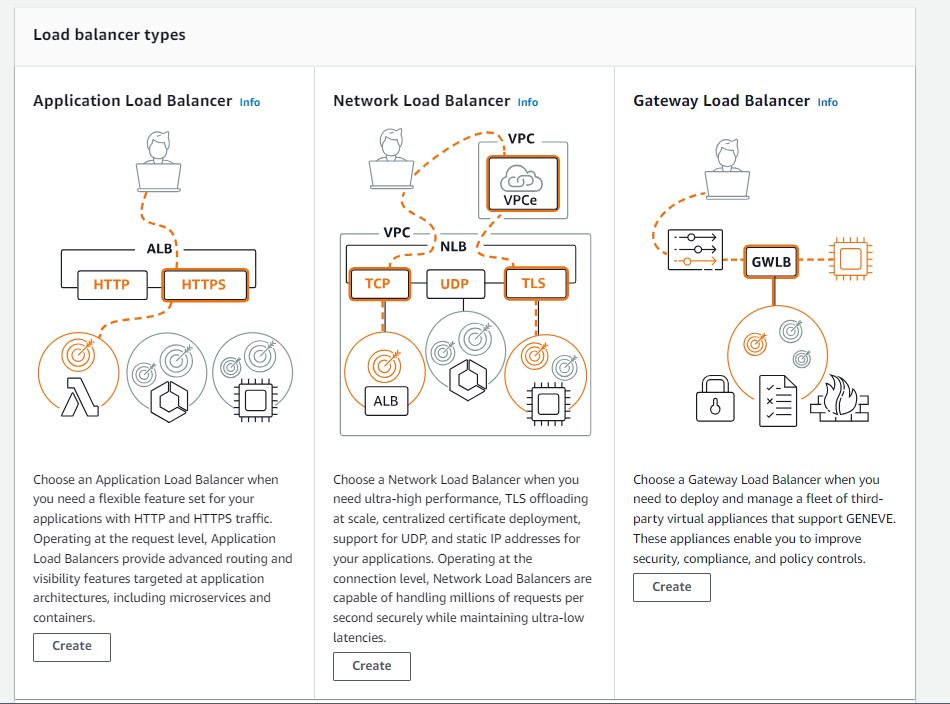 Load balancer types
Application Load Balancer Info
ALB
HTTP
HTTPS
Choose an Application Load Balancer when
you need a flexible feature set for your
applications with HTTP and HTTPS traffic.
Operating at the request level, Application
Load Balancers provide advanced routing and
visibility features targeted at application
architectures, including microservices and
containers.
Create
Network Load Balancer Info
VPC
VPCe
VPC
NLB
TCP
UDP
TLS
ALB
Choose a Network Load Balancer when you
need ultra-high performance, TLS offloading
at scale, centralized certificate deployment,
support for UDP, and static IP addresses for
your applications. Operating at the
connection level, Network Load Balancers are
capable of handling millions of requests per
second securely while maintaining ultra-low
latencies.
Create
Gateway Load Balancer Info
GWLB
Choose a Gateway Load Balancer when you
need to deploy and manage a fleet of third-
party virtual appliances that support GENEVE.
These appliances enable you to improve
security, compliance, and policy controls.
Create